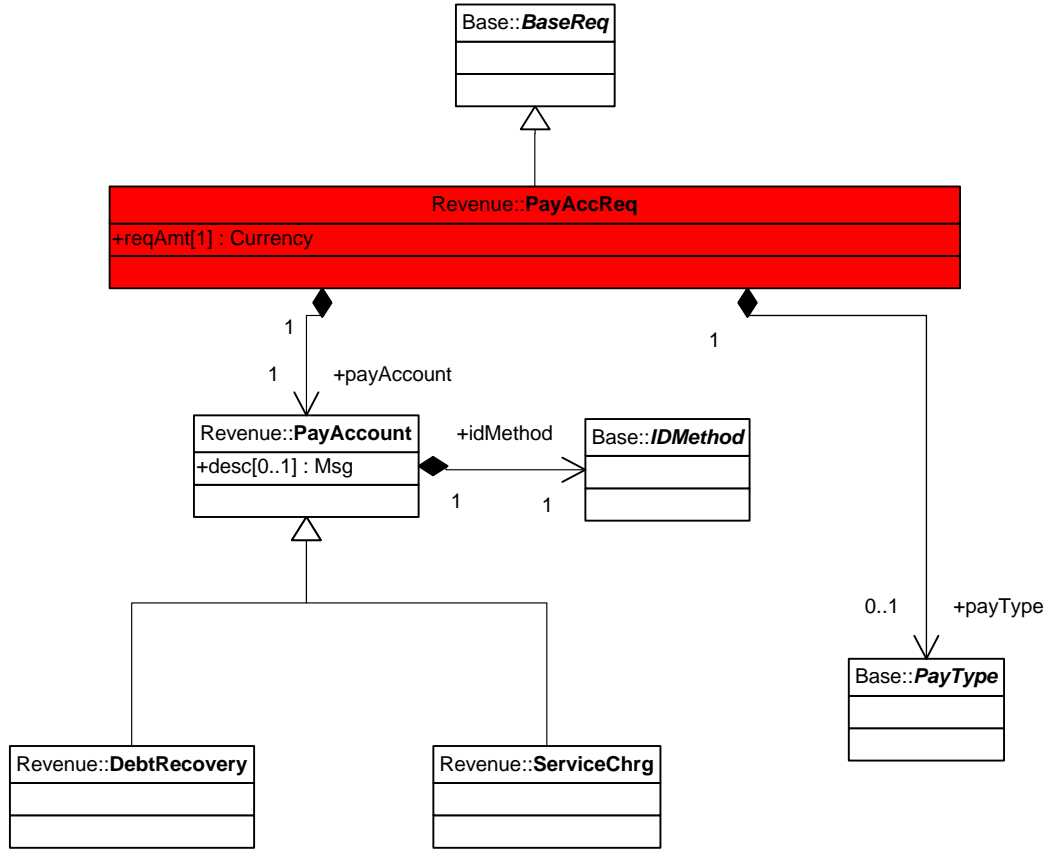 Base::BaseReq
Revenue::PayAccReq
+reqAmt[1] : Currency
1
1
1 +payAccount
Revenue::PayAccount
+desc[0..1] : Msg
+idMethod
1
1
Base::IDMethod
0..1 +payType
Base::PayType
Revenue::DebtRecovery
Revenue::ServiceChrg